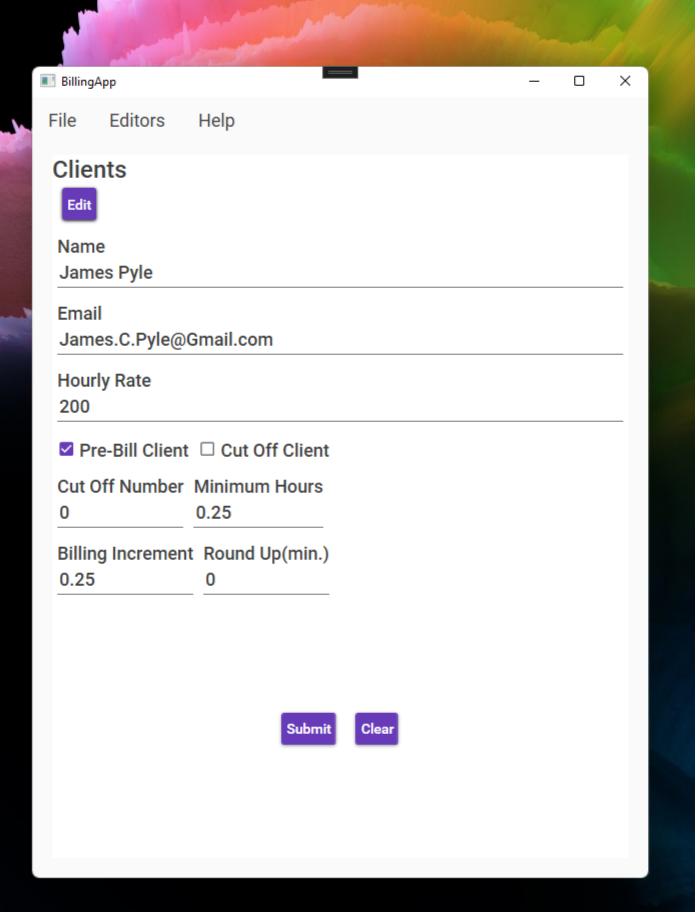 BillingApp
File Editors Help
Clients
Edit
Name
James Pyle
Email
James.C.Pyle@Gmail.com
Hourly Rate
200
Pre-Bill Client Cut Off Client
Cut Off Number Minimum Hours
0 0.25
Billing Increment Round Up(min.)
0.25 0
Submit Clear